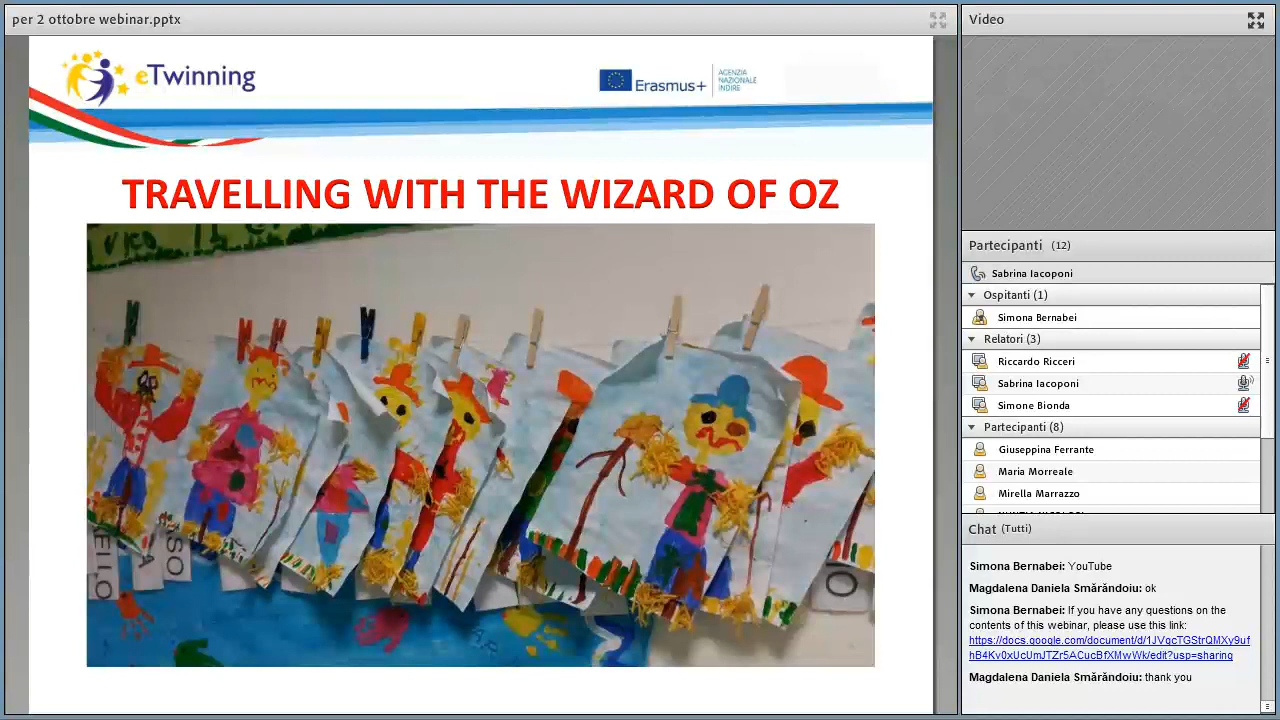 per 2 ottobre webinar.pptx
eTwinning
Erasmus+
AGENZIA
NAZIONALE
INDIRE
TRAVELLING WITH THE WIZARD OF OZ
VICO
Video
Partecipanti (12)
Sabrina Iacoponi
Ospitanti (1)
Simona Bernabei
Relatori (3)
Riccardo Ricceri
Sabrina Iacoponi
Simone Bionda
Partecipanti (8)
Giuseppina Ferrante
Maria Morreale
Mirella Marrazzo
Chat (Tutti)
Simona Bernabei: YouTube
Magdalena Daniela Smărăndoiu: ok
Simona Bernabei: If you have any questions on the
contents of this webinar, please use this link:
https://docs.google.com/document/d/1JVqcTGStrQMXy9uf
hB4Kv0xUcUmJTZr5ACucBfXMwWk/edit?usp=sharing
Magdalena Daniela Smărăndoiu: thank you